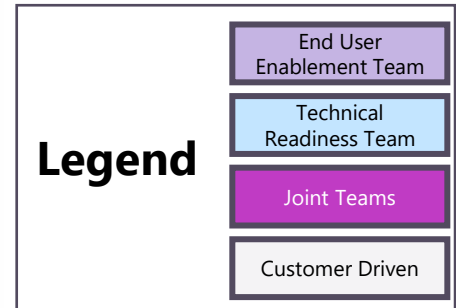 Legend
End User
Enablement Team
Technical
Readiness Team
Joint Teams
Customer Driven